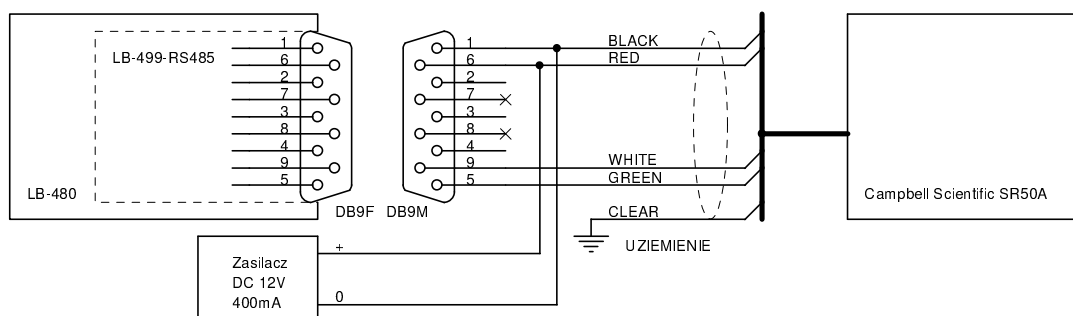 LB-499-RS485
LB-480
1
6
2
7
3
8
4
9
5
DB9F
DB9M
1
6
2
7
3
8
4
9
5
BLACK
RED
WHITE
GREEN
CLEAR
UZIEMIENIE
Campbell Scientific SR50A
Zasilacz
DC 12V
400mA
+
0